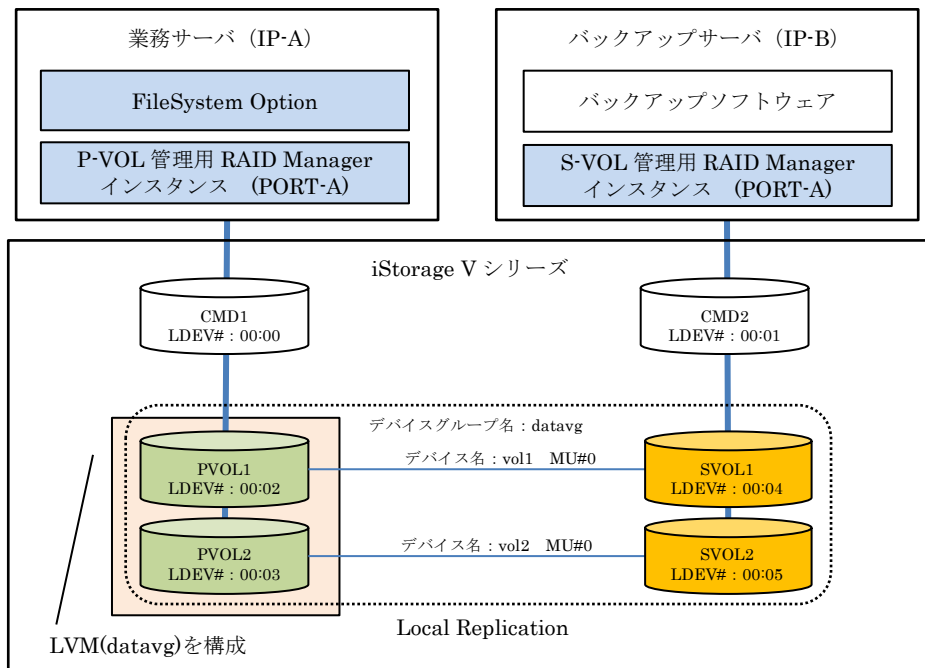 業務サーバ（IP-A）
FileSystem Option
P-VOL 管理用 RAID Manager
インスタンス　(PORT-A)
バックアップサーバ（IP-B）
バックアップソフトウェア
S-VOL 管理用 RAID Manager
インスタンス　(PORT-A)
iStorage V シリーズ
CMD1
LDEV#：00:00
CMD2
LDEV#：00:01
デバイスグループ名：datavg
PVOL1
LDEV#：00:02
デバイス名：vol1　MU#0
SVOL1
LDEV#：00:04
PVOL2
LDEV#：00:03
デバイス名：vol2　MU#0
SVOL2
LDEV#：00:05
Local Replication
LVM(datavg)を構成